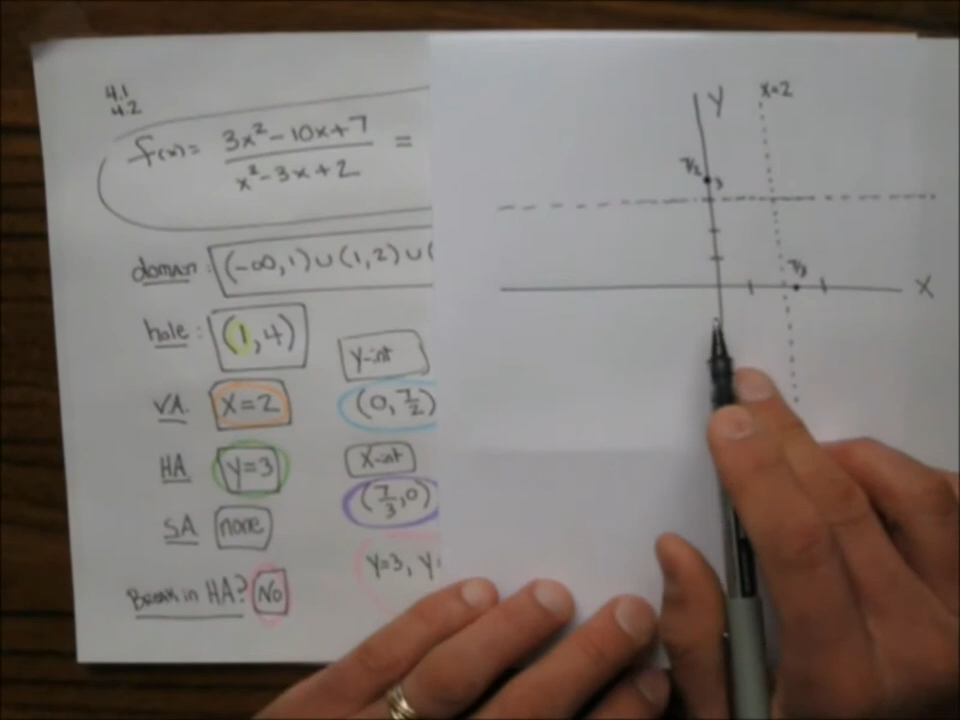 4.1
4.2
f(x) = 3x² - 10x + 7 / x² - 3x + 2 =
domain: (-∞, 1) ∪ (1, 2) ∪ (
hole: (1, 4)
VA. X = 2
HA Y = 3
SA none
Break in HA? No
Y-int
(0, 7/2)
X-int
(7/3, 0)
Y=3, Y=
Y
X=2
7/2
3
7/3
X